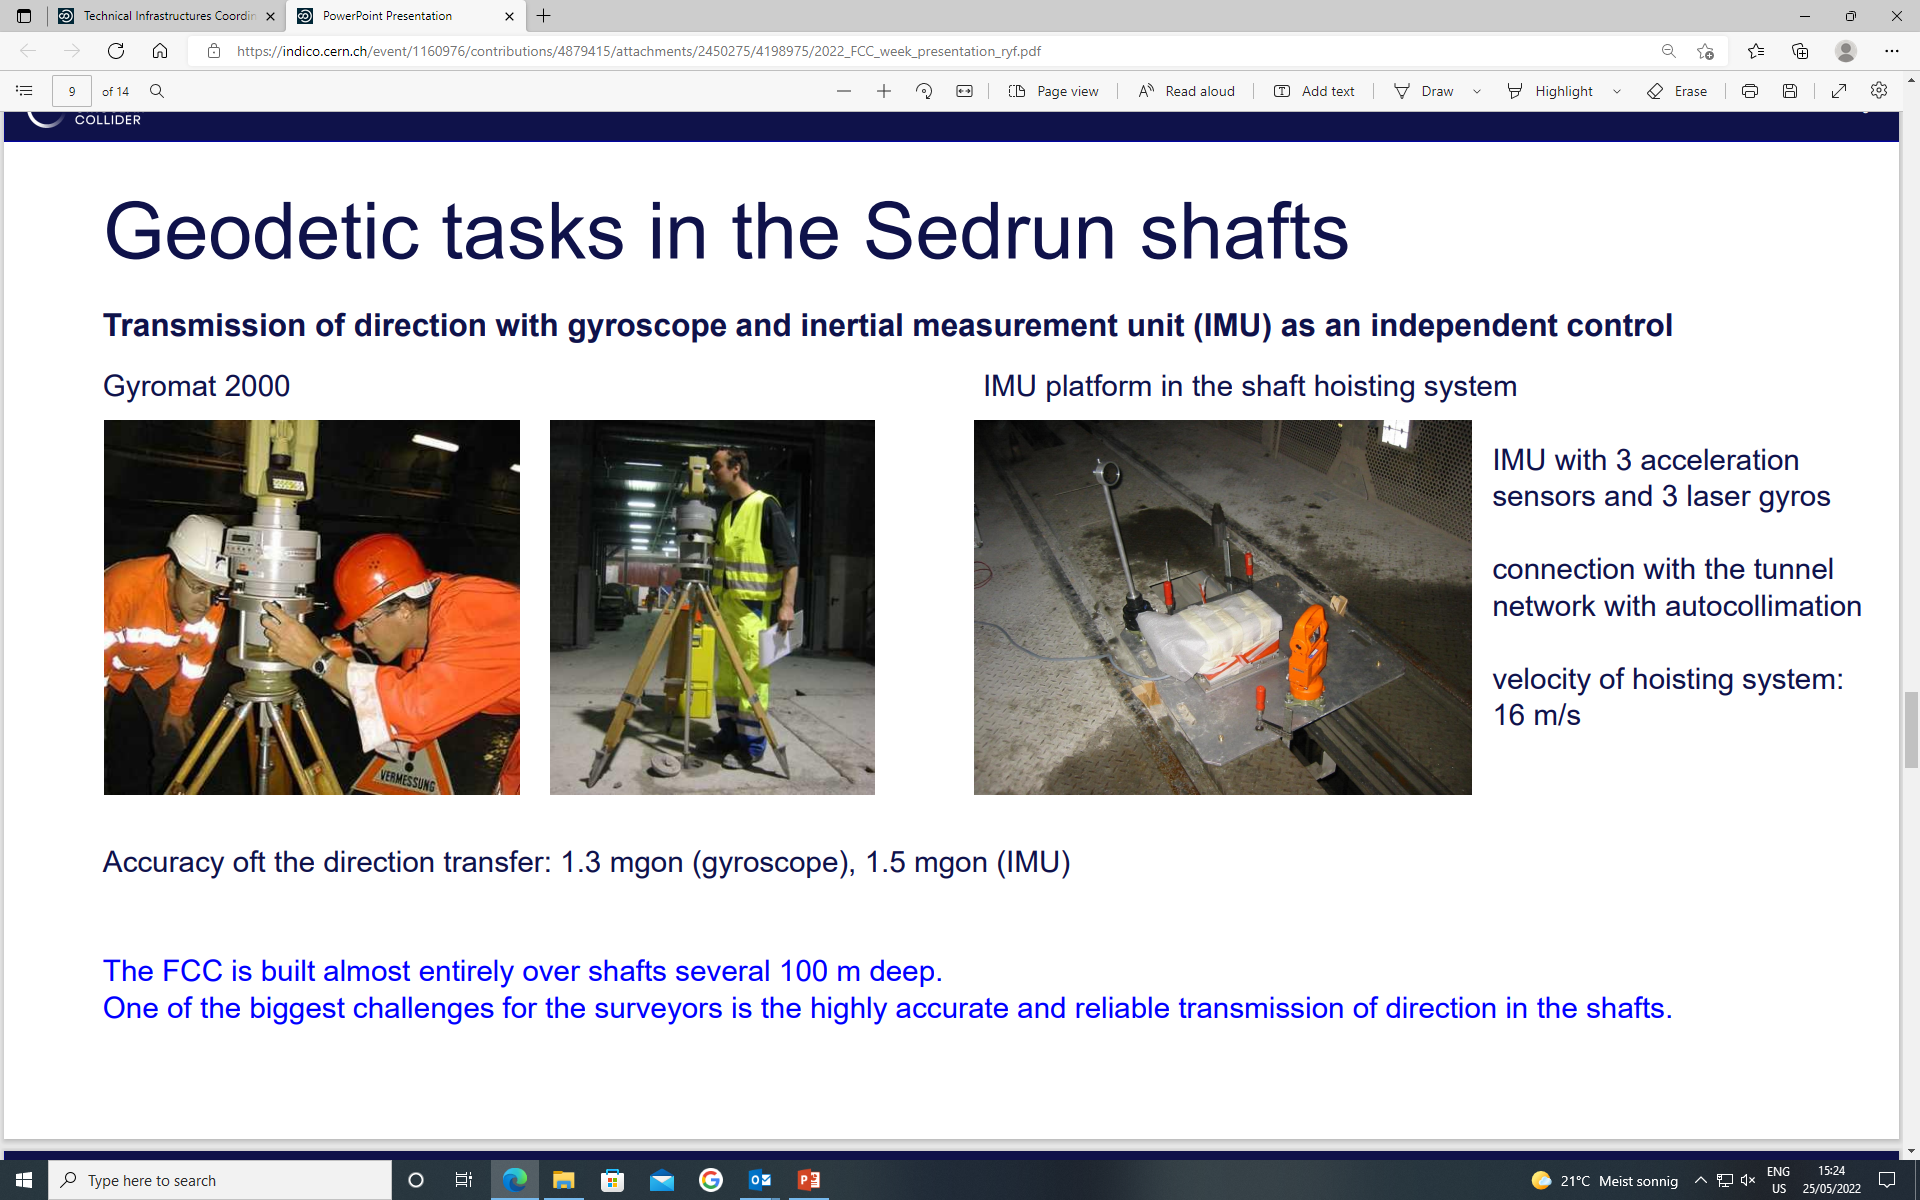 Technical Infrastructures Coordin
PowerPoint Presentation
https://indico.cern.ch/event/1160976/contributions/4879415/attachments/2450275/4198975/2022_FCC_week_presentation_ryf.pdf
9 of 14
Page view
Read aloud
Add text
Draw
Highlight
Erase
COLLIDER
Geodetic tasks in the Sedrun shafts
Transmission of direction with gyroscope and inertial measurement unit (IMU) as an independent control
Gyromat 2000
IMU platform in the shaft hoisting system
VERMESSUNG
IMU with 3 acceleration
sensors and 3 laser gyros
connection with the tunnel
network with autocollimation
velocity of hoisting system:
16 m/s
Accuracy oft the direction transfer: 1.3 mgon (gyroscope), 1.5 mgon (IMU)
The FCC is built almost entirely over shafts several 100 m deep.
One of the biggest challenges for the surveyors is the highly accurate and reliable transmission of direction in the shafts.
Type here to search
21°C Meist sonnig
ENG
US
15:24
25/05/2022